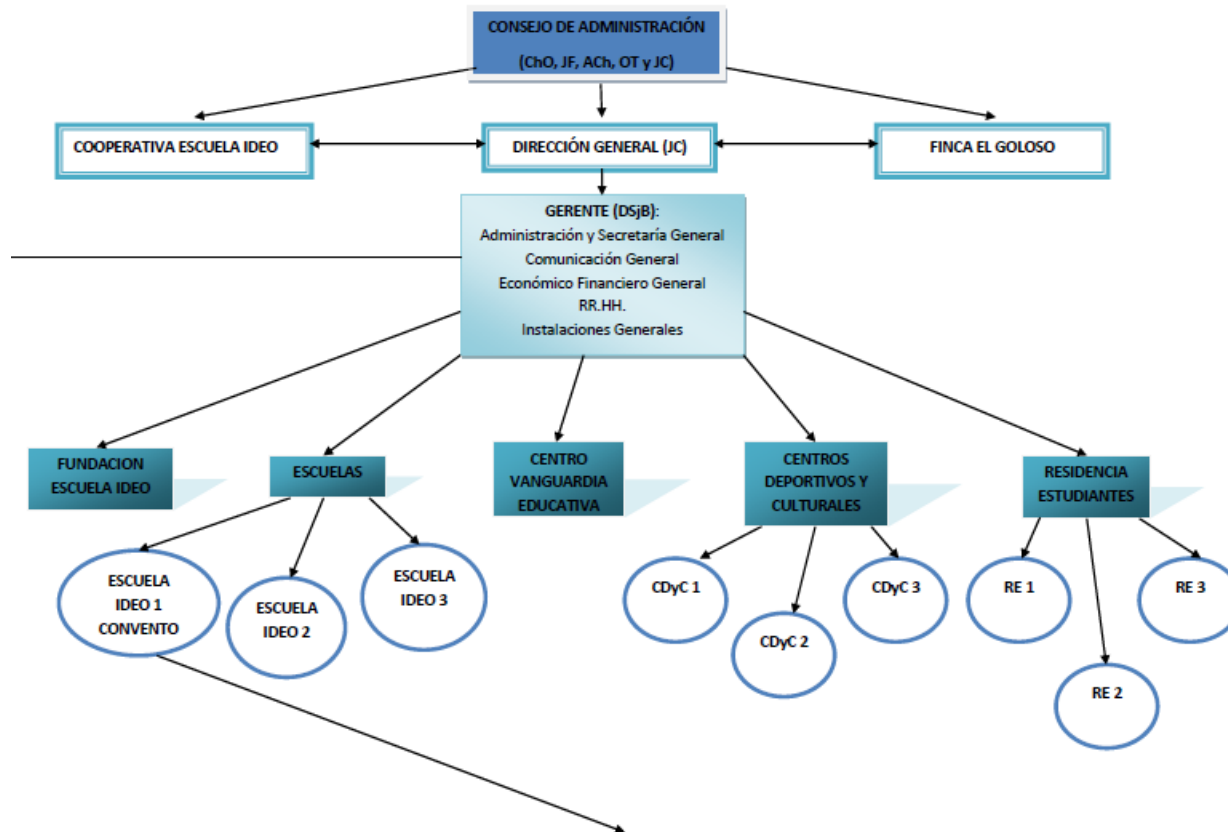 CONSEJO DE ADMINISTRACIÓN
(ChO, JF, ACh, OT y JC)
COOPERATIVA ESCUELA IDEO
DIRECCIÓN GENERAL (JC)
FINCA EL GOLOSO
GERENTE (DSjB):
Administración y Secretaría General
Comunicación General
Económico Financiero General
RR.HH.
Instalaciones Generales
FUNDACION
ESCUELA IDEO
ESCUELAS
CENTRO
VANGUARDIA
EDUCATIVA
CENTROS
DEPORTIVOS Y
CULTURALES
RESIDENCIA
ESTUDIANTES
ESCUELA
IDEO 1
CONVENTO
ESCUELA
IDEO 2
ESCUELA
IDEO 3
CDyC 1
CDyC 2
CDyC 3
RE 1
RE 2
RE 3